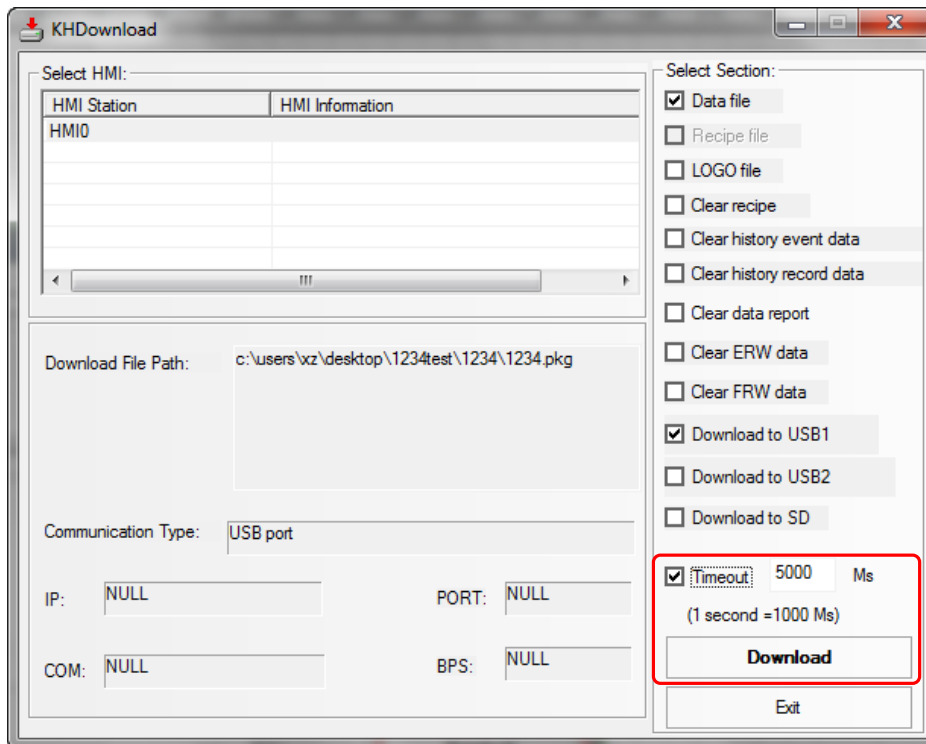 KHDownload
Select HMI:
HMI Station HMI Information
HMI0
Download File Path: c:\users\xz\desktop\1234test\1234\1234.pkg
Communication Type: USB port
IP: NULL PORT: NULL
COM: NULL BPS: NULL
Select Section:
Data file
Recipe file
LOGO file
Clear recipe
Clear history event data
Clear history record data
Clear data report
Clear ERW data
Clear FRW data
Download to USB1
Download to USB2
Download to SD
Timeout 5000 Ms
(1 second =1000 Ms)
Download
Exit